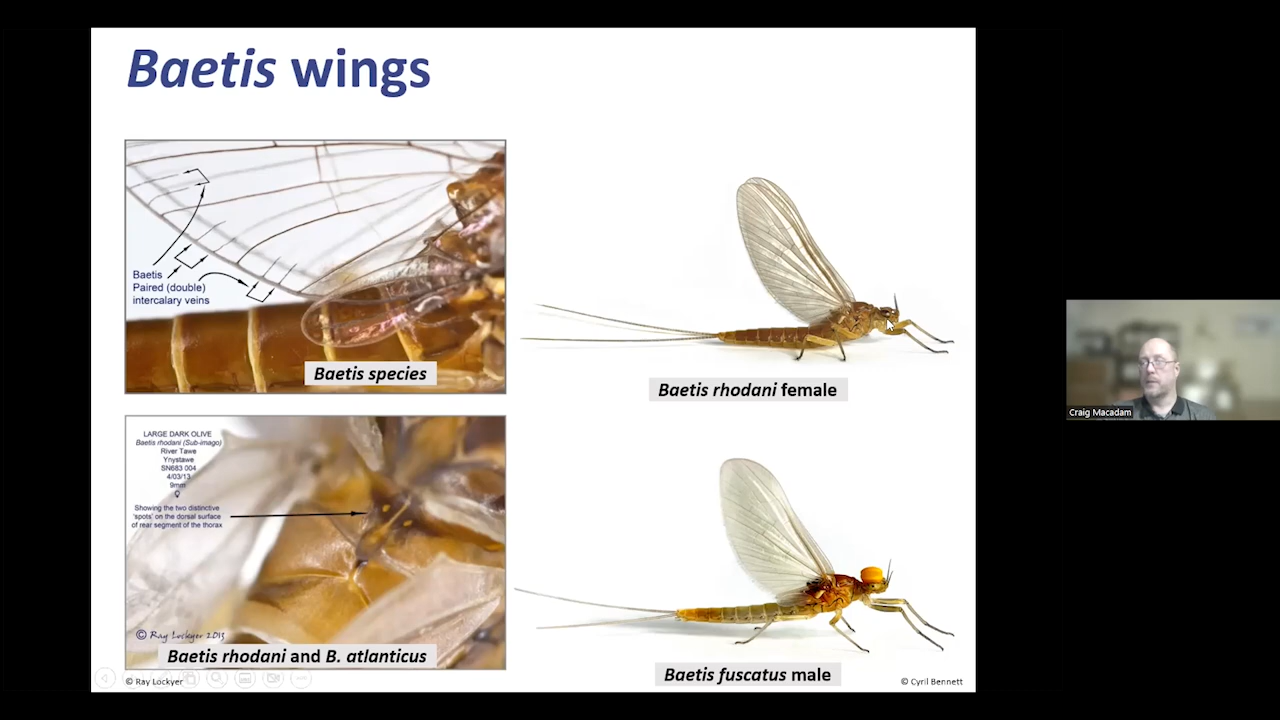 Baetis wings
Baetis
Paired (double)
intercalary veins
Baetis species
LARGE DARK OLIVE
Baetis rhodani (Sub-imago)
River Tawe
Ynystawe
SN683 004
4/03/13
9mm
♀
Showing the two distinctive
'spots' on the dorsal surface
of rear segment of the thorax
© Ray Lockyer 2013
Baetis rhodani and B. atlanticus
© Ray Lockyer
Baetis rhodani female
Baetis fuscatus male
© Cyril Bennett
Craig Macadam